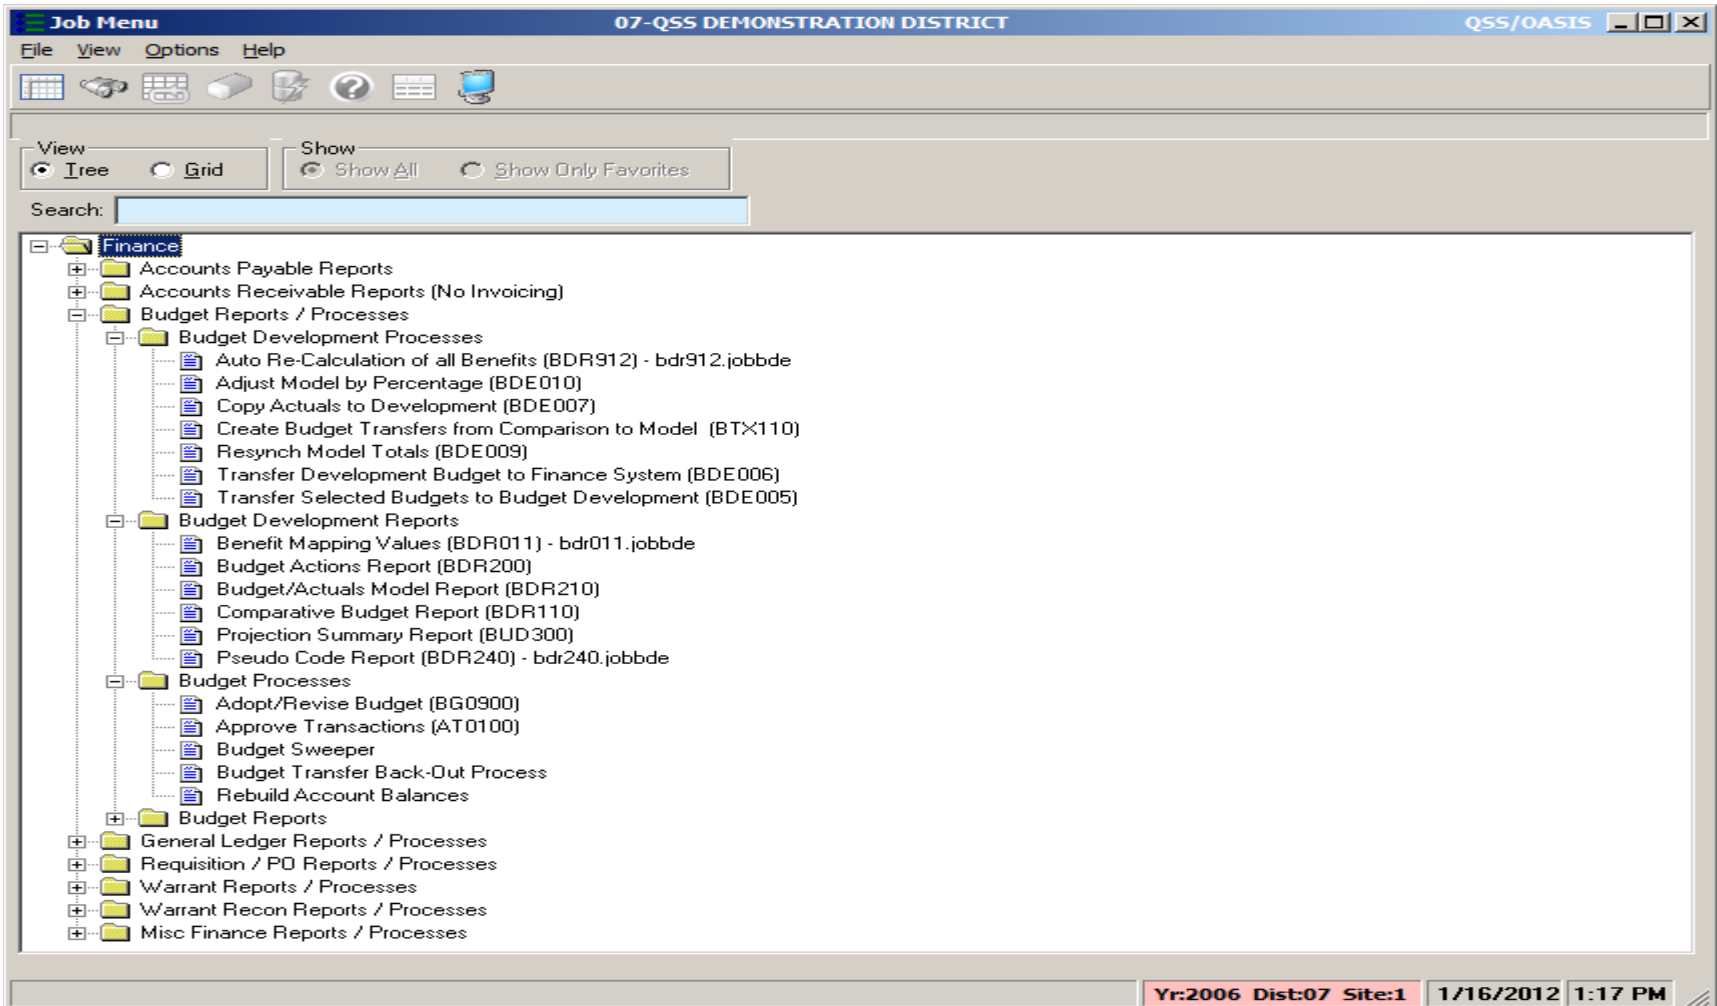 Job Menu 07-QSS DEMONSTRATION DISTRICT QSS/OASIS
File View Options Help
View Show
Tree Grid Show All Show Only Favorites
Search:
Finance
Accounts Payable Reports
Accounts Receivable Reports (No Invoicing)
Budget Reports / Processes
Budget Development Processes
Auto Re-Calculation of all Benefits (BDR912) - bdr912.jobbde
Adjust Model by Percentage (BDE010)
Copy Actuals to Development (BDE007)
Create Budget Transfers from Comparison to Model (BTX110)
Resynch Model Totals (BDE009)
Transfer Development Budget to Finance System (BDE006)
Transfer Selected Budgets to Budget Development (BDE005)
Budget Development Reports
Benefit Mapping Values (BDR011) - bdr011.jobbde
Budget Actions Report (BDR200)
Budget/Actuals Model Report (BDR210)
Comparative Budget Report (BDR110)
Projection Summary Report (BUD300)
Pseudo Code Report (BDR240) - bdr240.jobbde
Budget Processes
Adopt/Revise Budget (BG0900)
Approve Transactions (AT0100)
Budget Sweeper
Budget Transfer Back-Out Process
Rebuild Account Balances
Budget Reports
General Ledger Reports / Processes
Requisition / PO Reports / Processes
Warrant Reports / Processes
Warrant Recon Reports / Processes
Misc Finance Reports / Processes
Yr:2006 Dist:07 Site:1 1/16/2012 1:17 PM